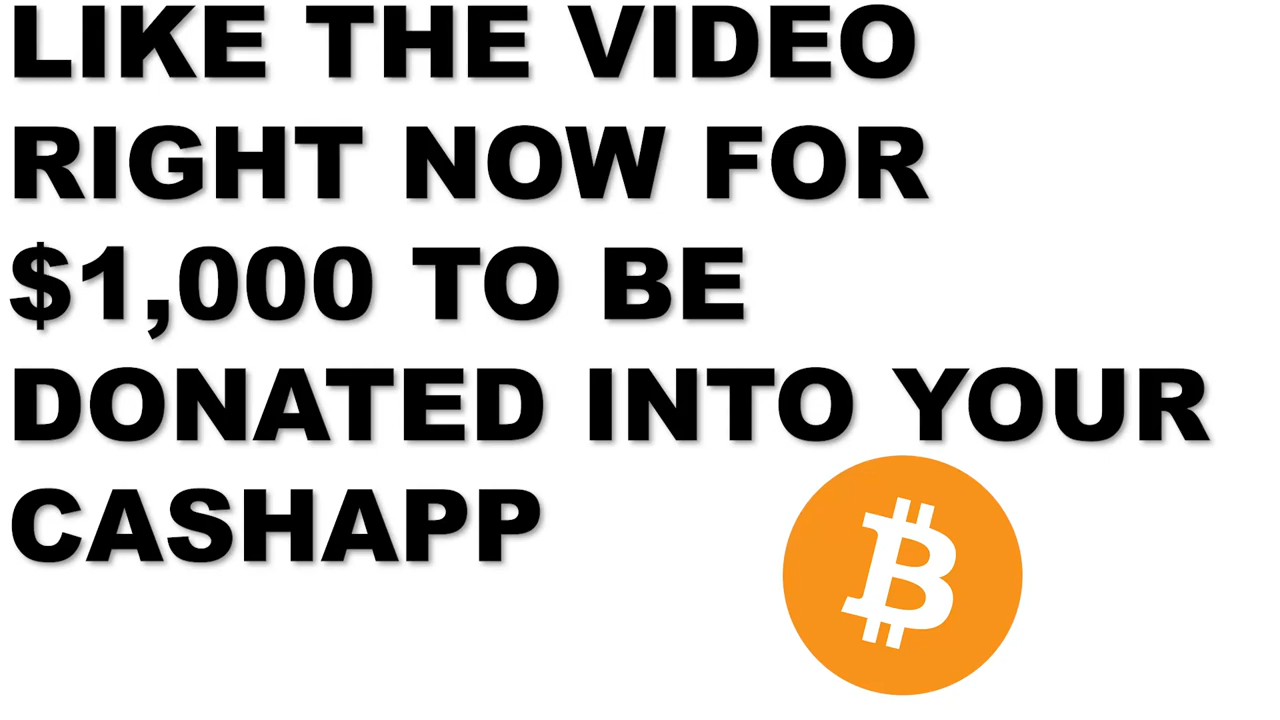 LIKE THE VIDEO
RIGHT NOW FOR
$1,000 TO BE
DONATED INTO YOUR
CASHAPP